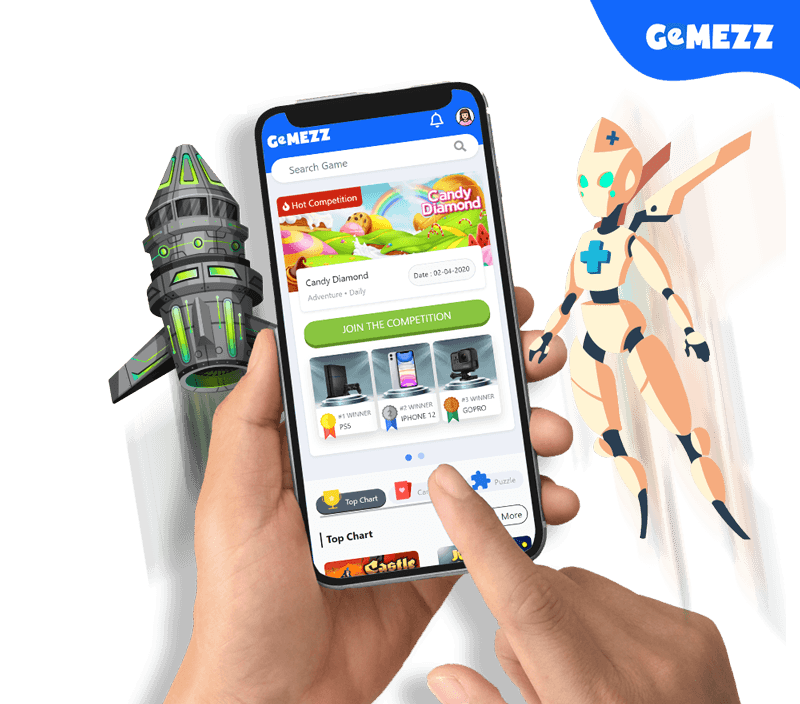 GeMEZZ
GeMEZZ
Search Game
Hot Competition
Candy
Diamond
Candy Diamond
Date : 02-04-2020
Adventure • Daily
JOIN THE COMPETITION
#1 WINNER
PS5
#2 WINNER
IPHONE 12
#3 WINNER
GOPRO
Top Chart
Puzzle
More
Top Chart
Castle